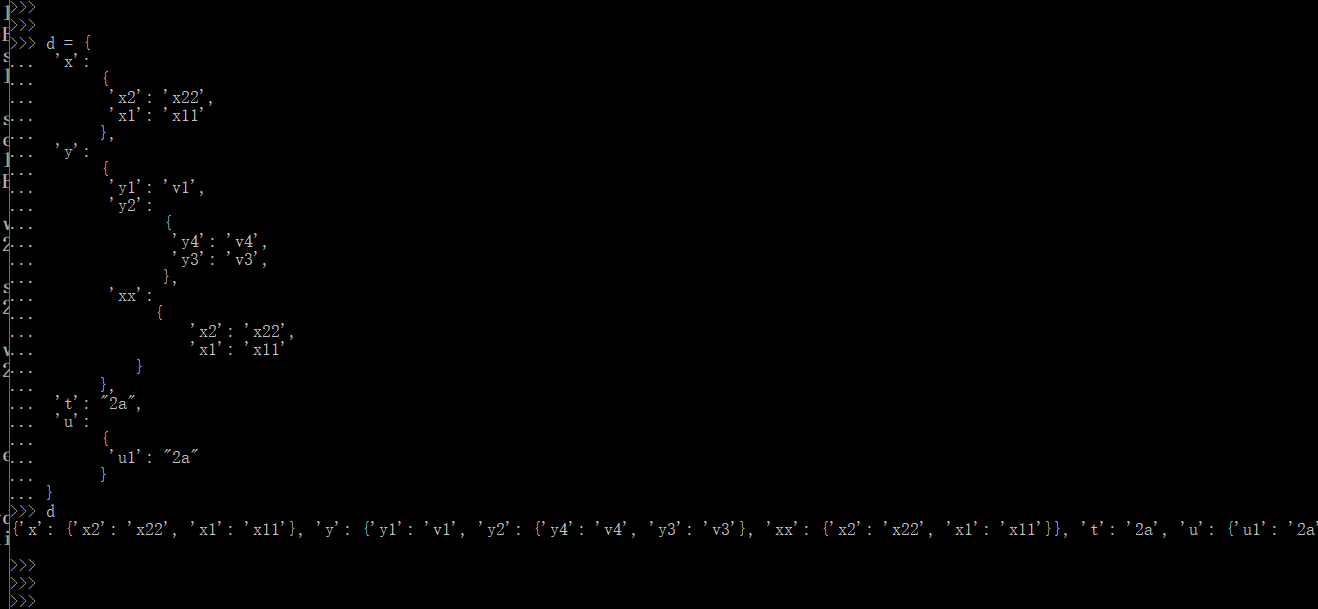 >>>
>>>
>>> d = {
... 'x':
... {
... 'x2': 'x22',
... 'x1': 'x11'
... },
... 'y':
... {
... 'y1': 'v1',
... 'y2':
... {
... 'y4': 'v4',
... 'y3': 'v3',
... },
... 'xx':
... {
... 'x2': 'x22',
... 'x1': 'x11'
... }
... },
... 't': "2a",
... 'u':
... {
... 'u1': "2a"
... }
... }
>>> d
{'x': {'x2': 'x22', 'x1': 'x11'}, 'y': {'y1': 'v1', 'y2': {'y4': 'v4', 'y3': 'v3'}, 'xx': {'x2': 'x22', 'x1': 'x11'}}, 't': '2a', 'u': {'u1': '2a'
>>>
>>>
>>>